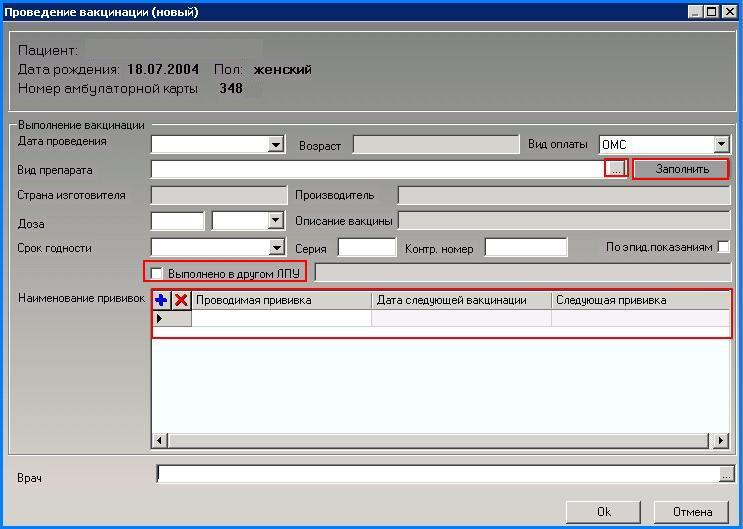 Проведение вакцинации (новый)
Пациент:
Дата рождения: 18.07.2004 Пол: женский
Номер амбулаторной карты 348
Выполнение вакцинации
Дата проведения Возраст Вид оплаты ОМС
Вид препарата ... Заполнить
Страна изготовителя Производитель
Доза Описание вакцины
Срок годности Серия Контр. номер По эпид.показаниям
Выполнено в другом ЛПУ
Наименование прививок Проводимая прививка Дата следующей вакцинации Следующая прививка
Врач ...
Ok Отмена